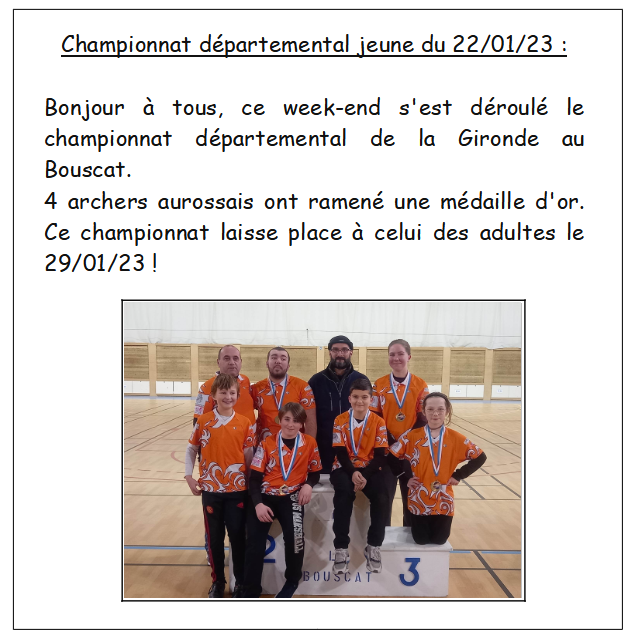 Championnat départemental jeune du 22/01/23 :
Bonjour à tous, ce week-end s'est déroulé le
championnat départemental de la Gironde au
Bouscat.
4 archers aurossais ont ramené une médaille d'or.
Ce championnat laisse place à celui des adultes le
29/01/23 !
2
3
BOUSCAT